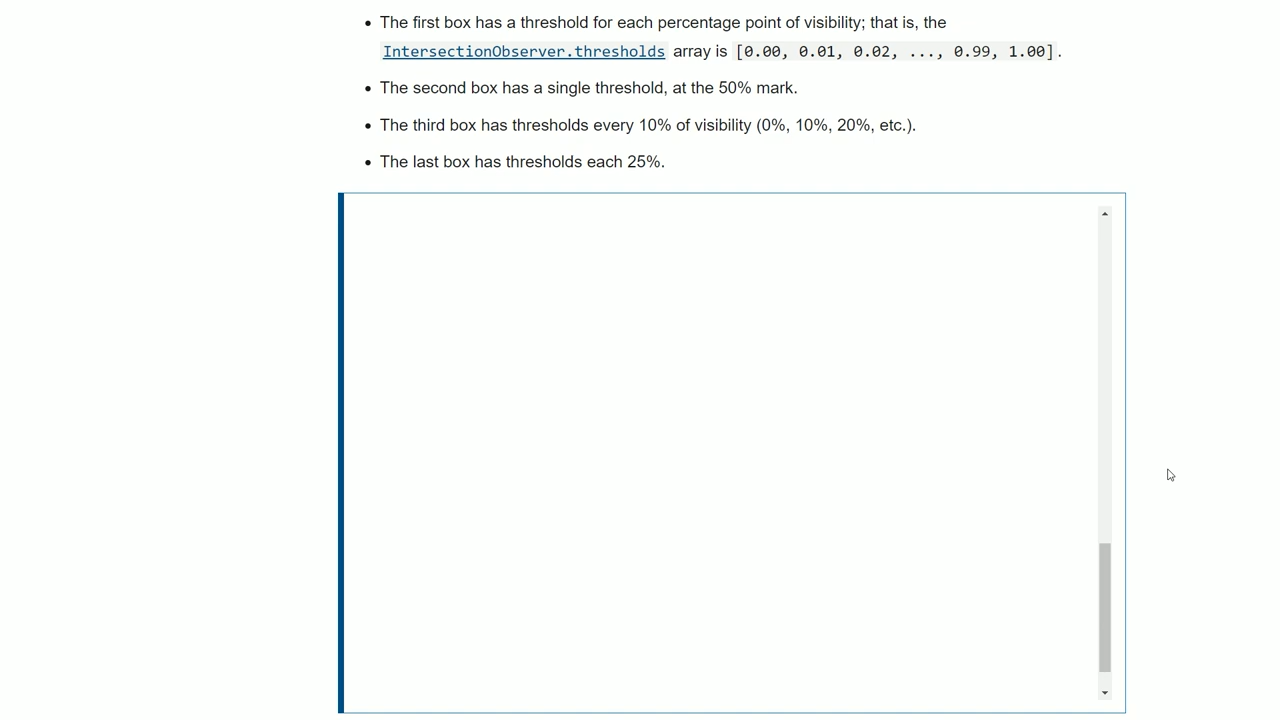 The first box has a threshold for each percentage point of visibility; that is, the
IntersectionObserver.thresholds array is [0.00, 0.01, 0.02, ..., 0.99, 1.00].
The second box has a single threshold, at the 50% mark.
The third box has thresholds every 10% of visibility (0%, 10%, 20%, etc.).
The last box has thresholds each 25%.